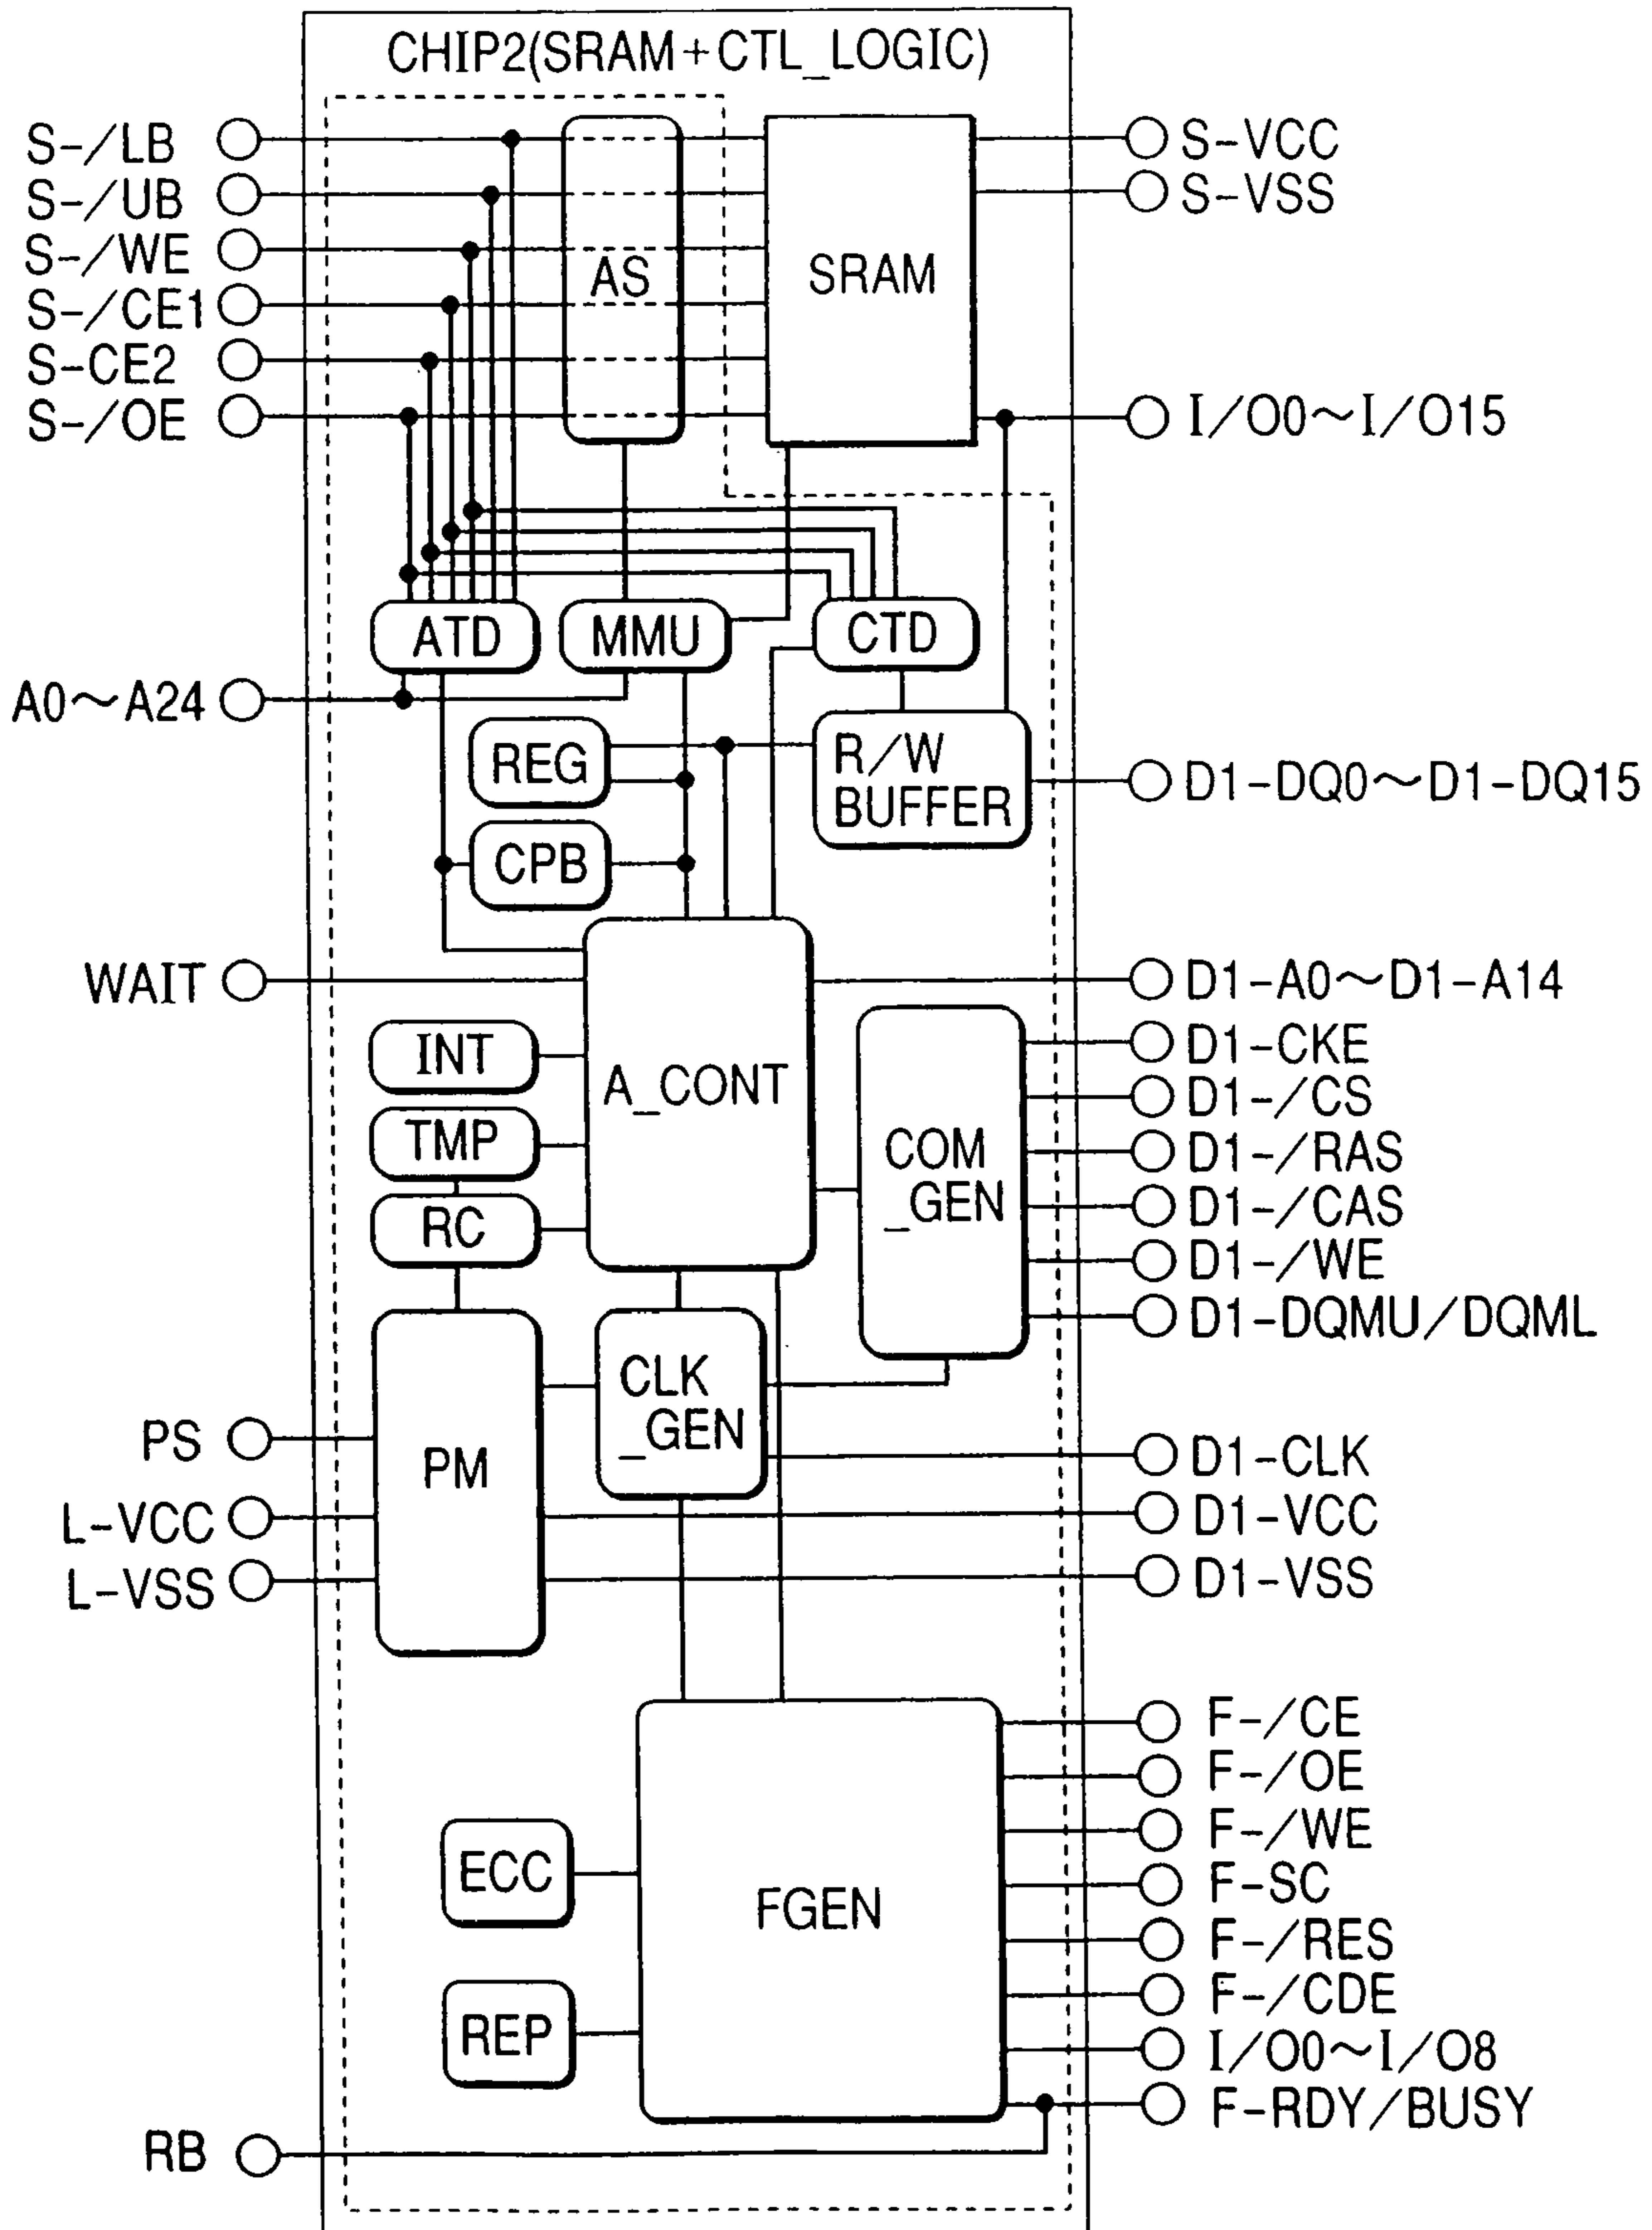 CHIP2(SRAM+CTL_LOGIC)
S-/LB
S-/UB
S-/WE
S-/CE1
S-CE2
S-/OE
AS
SRAM
S-VCC
S-VSS
I/O0～I/O15
ATD
MMU
CTD
A0～A24
REG
R/W
BUFFER
D1-DQ0～D1-DQ15
CPB
WAIT
A_CONT
D1-A0～D1-A14
INT
TMP
RC
COM
_GEN
D1-CKE
D1-/CS
D1-/RAS
D1-/CAS
D1-/WE
D1-DQMU/DQML
CLK
_GEN
PM
PS
L-VCC
L-VSS
D1-CLK
D1-VCC
D1-VSS
ECC
REP
FGEN
F-/CE
F-/OE
F-/WE
F-SC
F-/RES
F-/CDE
I/O0～I/O8
F-RDY/BUSY
RB